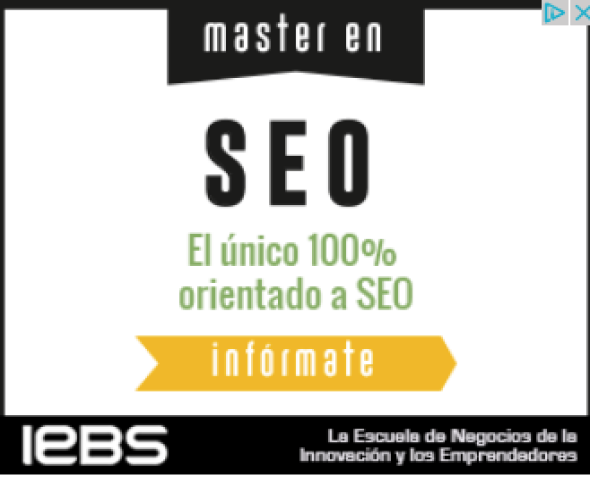 master en
SEO
El único 100%
orientado a SEO
infórmate
IEBS
La Escuela de Negocios de la
Innovación y los Emprendedores